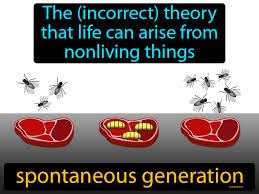 The (incorrect) theory
that life can arise from
nonliving things
spontaneous generation